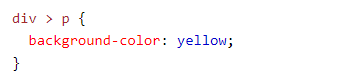 div > p {
  background-color: yellow;
}